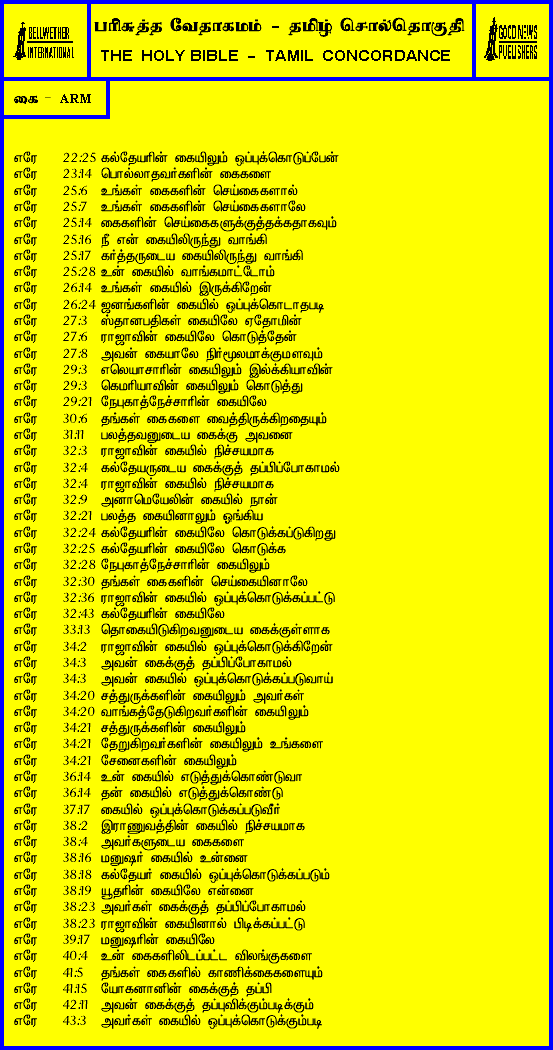 BELLWETHER
INTERNATIONAL
பரிசுத்த வேதாகமம் - தமிழ் சொல்தொகுதி
THE HOLY BIBLE - TAMIL CONCORDANCE
GOOD NEWS
PUBLISHERS
கை - ARM
எரே 22:25 கல்தேயரின் கையிலும் ஒப்புக்கொடுப்பேன்
எரே 23:14 பொல்லாதவர்களின் கைகளை
எரே 25:6 உங்கள் கைகளின் செய்கைகளால்
எரே 25:7 உங்கள் கைகளின் செய்கைகளாலே
எரே 25:14 கைகளின் செய்கைகளுக்குத்தக்கதாகவும்
எரே 25:16 நீ என் கையிலிருந்து வாங்கி
எரே 25:17 கர்த்தருடைய கையிலிருந்து வாங்கி
எரே 25:28 உன் கையில் வாங்கமாட்டோம்
எரே 26:14 உங்கள் கையில் இருக்கிறேன்
எரே 26:24 ஜனங்களின் கையில் ஒப்புக்கொடாதபடி
எரே 27:3 ஸ்தானபதிகள் கையிலே ஏதோமின்
எரே 27:6 ராஜாவின் கையிலே கொடுத்தேன்
எரே 27:8 அவன் கையாலே நிர்மூலமாக்குமளவும்
எரே 29:3 எலெயாசாரின் கையிலும் இல்க்கியாவின்
எரே 29:3 கெமரியாவின் கையிலும் கொடுத்து
எரே 29:21 நேபுகாத்நேச்சாரின் கையிலே
எரே 30:6 தங்கள் கைகளை வைத்திருக்கிறதையும்
எரே 31:11 பலத்தவனுடைய கைக்கு அவனை
எரே 32:3 ராஜாவின் கையில் நிச்சயமாக
எரே 32:4 கல்தேயருடைய கைக்குத் தப்பிப்போகாமல்
எரே 32:4 ராஜாவின் கையில் நிச்சயமாக
எரே 32:9 அனாமெயேலின் கையில் நான்
எரே 32:21 பலத்த கையினாலும் ஓங்கிய
எரே 32:24 கல்தேயரின் கையிலே கொடுக்கப்டுகிறது
எரே 32:25 கல்தேயரின் கையிலே கொடுக்க
எரே 32:28 நேபுகாத்நேச்சாரின் கையிலும்
எரே 32:30 தங்கள் கைகளின் செய்கையினாலே
எரே 32:36 ராஜாவின் கையில் ஒப்புக்கொடுக்கப்பட்டு
எரே 32:43 கல்தேயரின் கையிலே
எரே 33:13 தொகையிடுகிறவனுடைய கைக்குள்ளாக
எரே 34:2 ராஜாவின் கையில் ஒப்புக்கொடுக்கிறேன்
எரே 34:3 அவன் கைக்குத் தப்பிப்போகாமல்
எரே 34:3 அவன் கையில் ஒப்புக்கொடுக்கப்படுவாய்
எரே 34:20 சத்துருக்களின் கையிலும் அவர்கள்
எரே 34:20 வாங்கத்தேடுகிறவர்களின் கையிலும்
எரே 34:21 சத்துருக்களின் கையிலும்
எரே 34:21 தேறுகிறவர்களின் கையிலும் உங்களை
எரே 34:21 சேனைகளின் கையிலும்
எரே 36:14 உன் கையில் எடுத்துக்கொண்டுவா
எரே 36:14 தன் கையில் எடுத்துக்கொண்டு
எரே 37:17 கையில் ஒப்புக்கொடுக்கப்படுவீர்
எரே 38:2 இராணுவத்தின் கையில் நிச்சயமாக
எரே 38:4 அவர்களுடைய கைகளை
எரே 38:16 மனுஷர் கையில் உன்னை
எரே 38:18 கல்தேயர் கையில் ஒப்புக்கொடுக்கப்படும்
எரே 38:19 யூதரின் கையிலே என்னை
எரே 38:23 அவர்கள் கைக்குத் தப்பிப்போகாமல்
எரே 38:23 ராஜாவின் கையினால் பிடிக்கப்பட்டு
எரே 39:17 மனுஷரின் கையிலே
எரே 40:4 உன் கைகளிலிடப்பட்ட விலங்குகளை
எரே 41:5 தங்கள் கைகளில் காணிக்கைகளையும்
எரே 41:15 யோகனானின் கைக்குத் தப்பி
எரே 42:11 அவன் கைக்குத் தப்புவிக்கும்படிக்கும்
எரே 43:3 அவர்கள் கையில் ஒப்புக்கொடுக்கும்படி